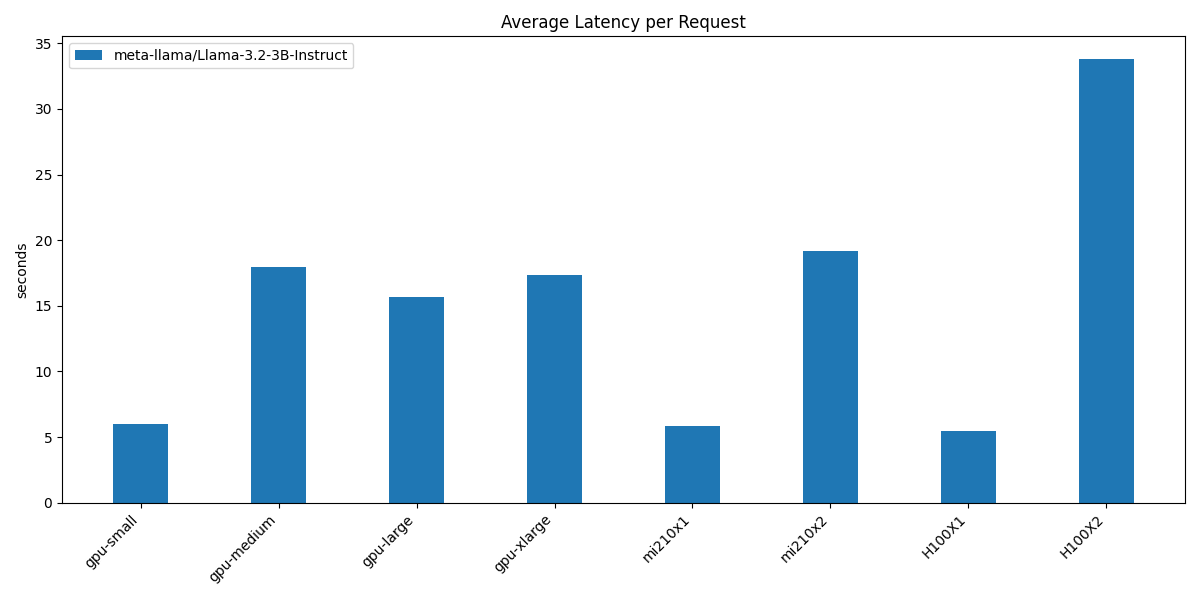 Average Latency per Request
meta-llama/Llama-3.2-3B-Instruct
seconds
35
30
25
20
15
10
5
0
gpu-small
gpu-medium
gpu-large
gpu-xlarge
mi210x1
mi210x2
H100X1
H100X2